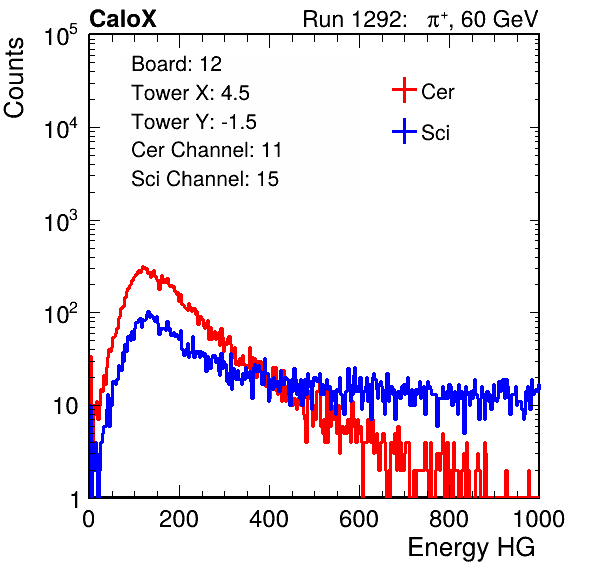 CaloX
Run 1292: π⁺, 60 GeV
Counts
10⁵
10⁴
10³
10²
10
1
Board: 12
Tower X: 4.5
Tower Y: -1.5
Cer Channel: 11
Sci Channel: 15
Cer
Sci
0 200 400 600 800 1000
Energy HG